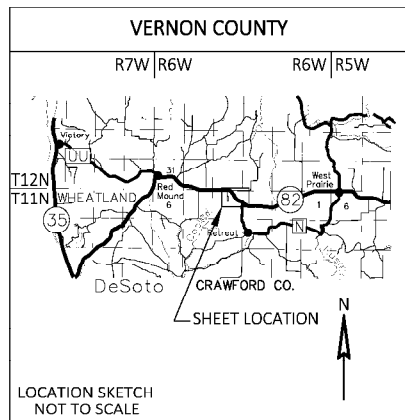 VERNON COUNTY
R7W R6W R6W R5W
Victory
UU
T12N
T11N WHEATLAND
31
Red
Mound
6
West
Prairie
1
82
1 6
35
Retreat
N
DeSoto
CRAWFORD CO.
SHEET LOCATION
N
LOCATION SKETCH
NOT TO SCALE